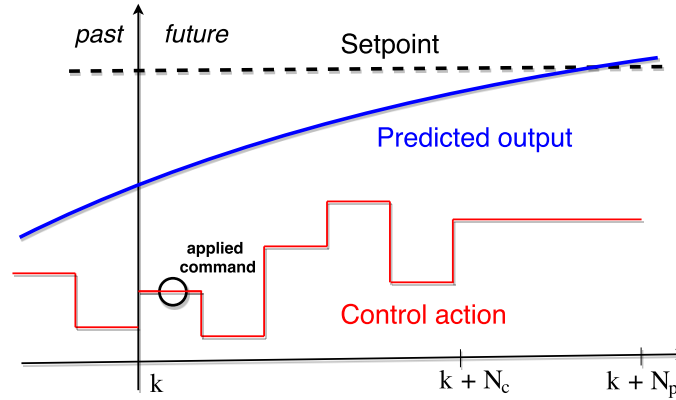 past future
Setpoint
Predicted output
applied
command
Control action
k
k + N_c
k + N_p